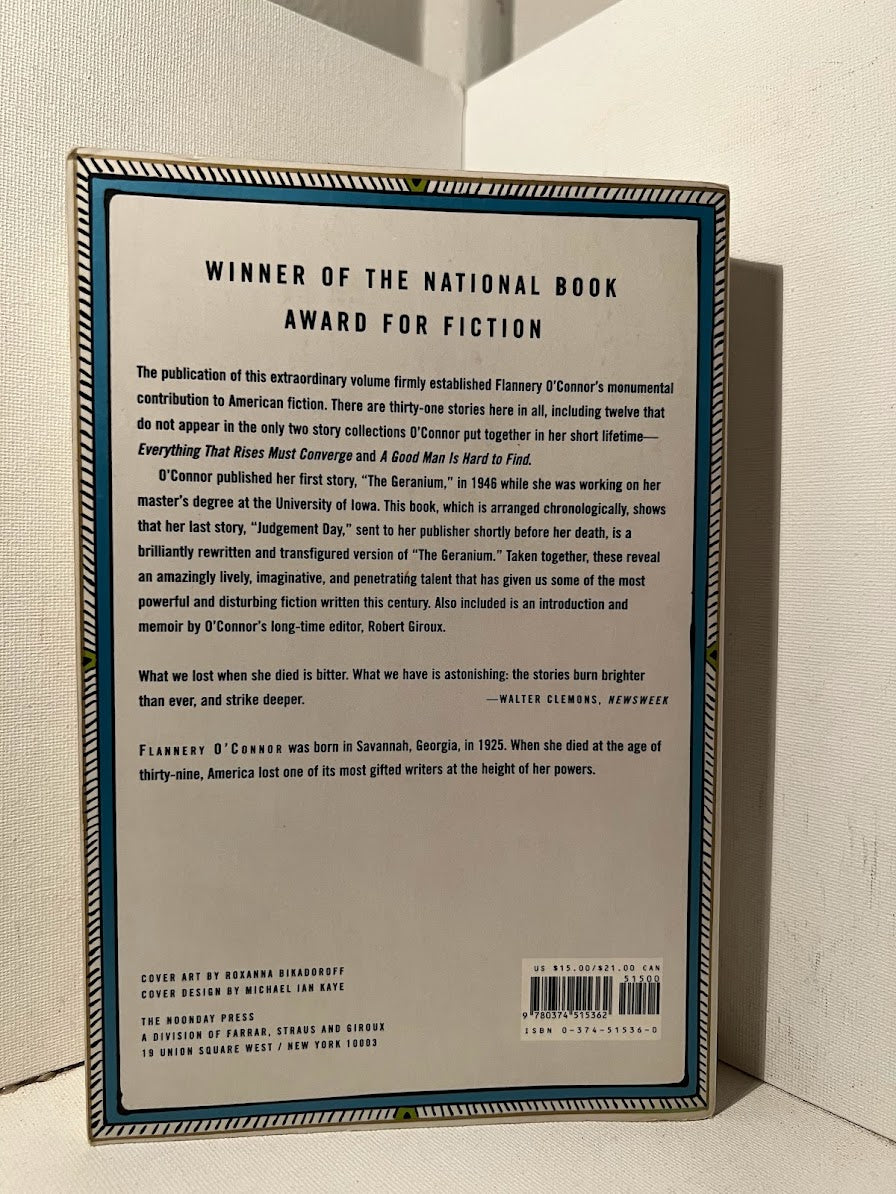 WINNER OF THE NATIONAL BOOK
AWARD FOR FICTION
The publication of this extraordinary volume firmly established Flannery O'Connor's monumental
contribution to American fiction. There are thirty-one stories here in all, including twelve that
do not appear in the only two story collections O'Connor put together in her short lifetime—
Everything That Rises Must Converge and A Good Man Is Hard to Find.
O'Connor published her first story, "The Geranium," in 1946 while she was working on her
master's degree at the University of Iowa. This book, which is arranged chronologically, shows
that her last story, "Judgement Day," sent to her publisher shortly before her death, is a
brilliantly rewritten and transfigured version of "The Geranium." Taken together, these reveal
an amazingly lively, imaginative, and penetrating talent that has given us some of the most
powerful and disturbing fiction written this century. Also included is an introduction and
memoir by O'Connor's long-time editor, Robert Giroux.
What we lost when she died is bitter. What we have is astonishing: the stories burn brighter
than ever, and strike deeper. —WALTER CLEMONS, NEWSWEEK
FLANNERY O'CONNOR was born in Savannah, Georgia, in 1925. When she died at the age of
thirty-nine, America lost one of its most gifted writers at the height of her powers.
COVER ART BY ROXANNA BIKADOROFF
COVER DESIGN BY MICHAEL IAN KAYE
THE NOONDAY PRESS
A DIVISION OF FARRAR, STRAUS AND GIROUX
19 UNION SQUARE WEST / NEW YORK 10003
US $15.00/$21.00 CAN
51500
9 780374 515362
ISBN 0-374-51536-0